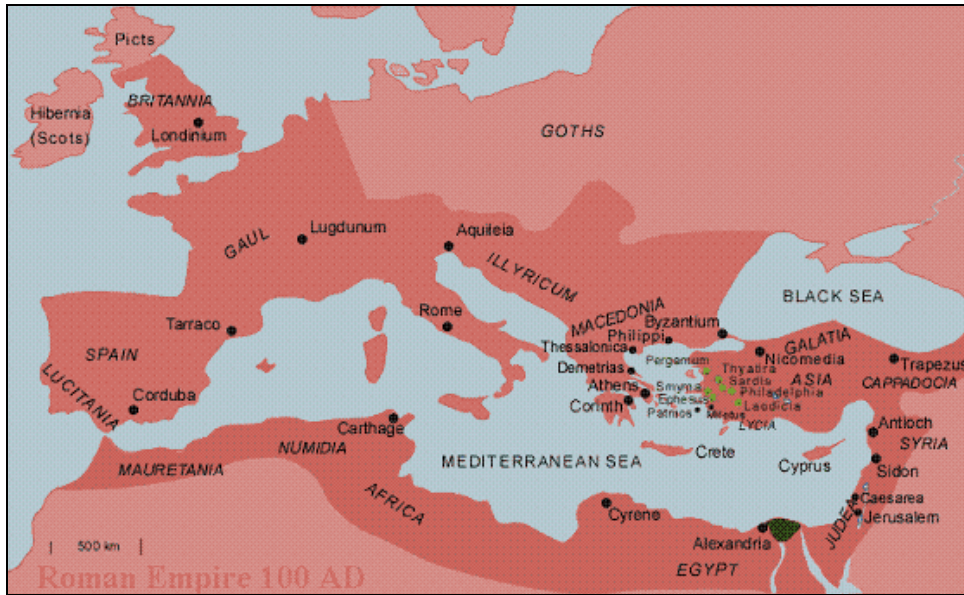 Picts
BRITANNIA
Hibernia
(Scots)
Londinium
GOTHS
GAUL
Lugdunum
Aquileia
ILLYRICUM
BLACK SEA
Tarraco
Rome
MACEDONIA
Philippi
Byzantium
GALATIA
SPAIN
Thessalonica
Pergamum
Nicomedia
Trapezus
Demetrias
Thyatira
Sardis
ASIA
CAPPADOCIA
LUCITANIA
Corduba
Athens
Smyrna
Philadelphia
Corinth
Ephesus
Laodicia
Patmos
Miletus
LYCIA
Carthage
Antioch
SYRIA
NUMIDIA
MAURETANIA
MEDITERRANEAN SEA
Crete
Cyprus
Sidon
AFRICA
Cyrene
Caesarea
JUDEA
Jerusalem
Alexandria
EGYPT
500 km
Roman Empire 100 AD